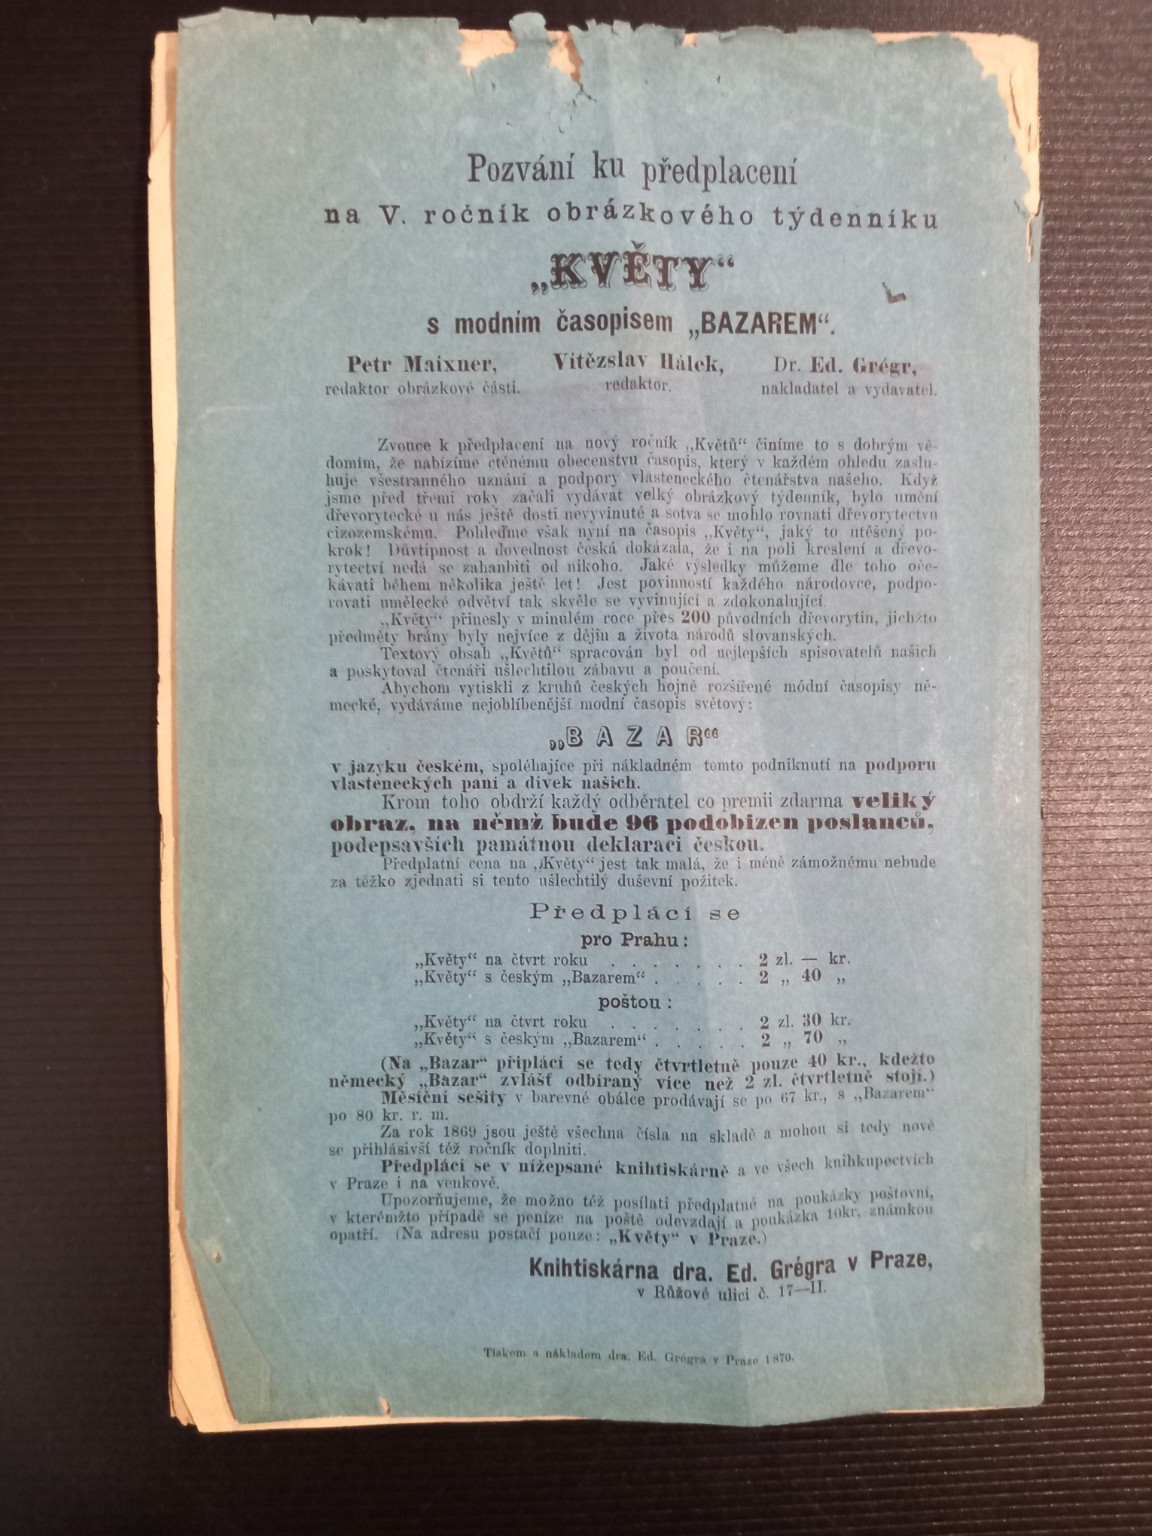 Pozvání ku předplacení
na V. ročník obrázkového týdenníku
„KVĚTY“
s modním časopisem „BAZAREM“.
Petr Maixner, Vítězslav Hálek, Dr. Ed. Grégr,
redaktor obrázkové části. redaktor. nakladatel a vydavatel.
Zvouce k předplacení na nový ročník „Květů“ činíme to s dobrým vě-
domím, že nabízíme ctěnému obecenstvu časopis, který v každém ohledu zaslu-
huje všestranného uznání a podpory vlasteneckého čtenářstva našeho. Když
jsme před třemi roky začali vydávat velký obrázkový týdenník, bylo umění
dřevorytecké u nás ještě dosti nevyvinuté a sotva se mohlo rovnati dřevorytectvu
cizozemskému. Pohleďme však nyní na časopis „Květy“, jaký to utěšený po-
krok! Důvtipnost a dovednost česká dokázala, že i na poli kreslení a dřevo-
rytectví nedá se zahanbiti od nikoho. Jaké výsledky můžeme dle toho oče-
kávati během několika ještě let! Jest povinností každého národovce, podpo-
rovati umělecké odvětví tak skvěle se vyvinující a zdokonalující
„Květy“ přinesly v minulém roce přes 200 původních dřevorytin, jichžto
předměty brány byly nejvíce z dějin a života národů slovanských.
Textový obsah „Květů“ spracován byl od nejlepších spisovatelů našich
a poskytoval čtenáři ušlechtilou zábavu a poučení.
Abychom vytiskli z kruhů českých hojně rozšířené módní časopisy ně-
mecké, vydáváme nejoblíbenější modní časopis světový:
„BAZAR“
v jazyku českém, spoléhajíce při nákladném tomto podniknutí na podporu
vlasteneckých paní a dívek našich.
Krom toho obdrží každý odběratel co premii zdarma veliký
obraz, na němž bude 96 podobizen poslanců,
podepsavších památnou deklaraci českou.
Předplatní cena na „Květy“ jest tak malá, že i méně zámožnému nebude
za těžko zjednati si tento ušlechtilý duševní požitek.
Předplácí se
pro Prahu:
„Květy“ na čtvrt roku . . . . . . . 2 zl. — kr.
„Květy“ s českým „Bazarem“ . . . . . 2 „ 40 „
poštou:
„Květy“ na čtvrt roku . . . . . . . 2 zl. 30 kr.
„Květy“ s českým „Bazarem“ . . . . . 2 „ 70 „
(Na „Bazar“ připlácí se tedy čtvrtletně pouze 40 kr., kdežto
německý „Bazar“ zvlášť odbíraný více než 2 zl. čtvrtletně stojí.)
Měsíční sešity v barevné obálce prodávají se po 67 kr., s „Bazarem“
po 80 kr. r. m.
Za rok 1869 jsou ještě všechna čísla na skladě a mohou si tedy nově
se přihlásivší též ročník doplniti.
Předplácí se v nížepsané knihtiskárně a ve všech knihkupectvích
v Praze i na venkově.
Upozorňujeme, že možno též posílati předplatné na poukázky poštovní,
v kterémžto případě se peníze na poště odevzdají a poukázka 10kr. známkou
opatří. (Na adresu postačí pouze: „Květy“ v Praze.)
Knihtiskárna dra. Ed. Grégra v Praze,
v Růžové ulici č. 17—II.
Tiskem a nákladem dra. Ed. Grégra v Praze 1870.